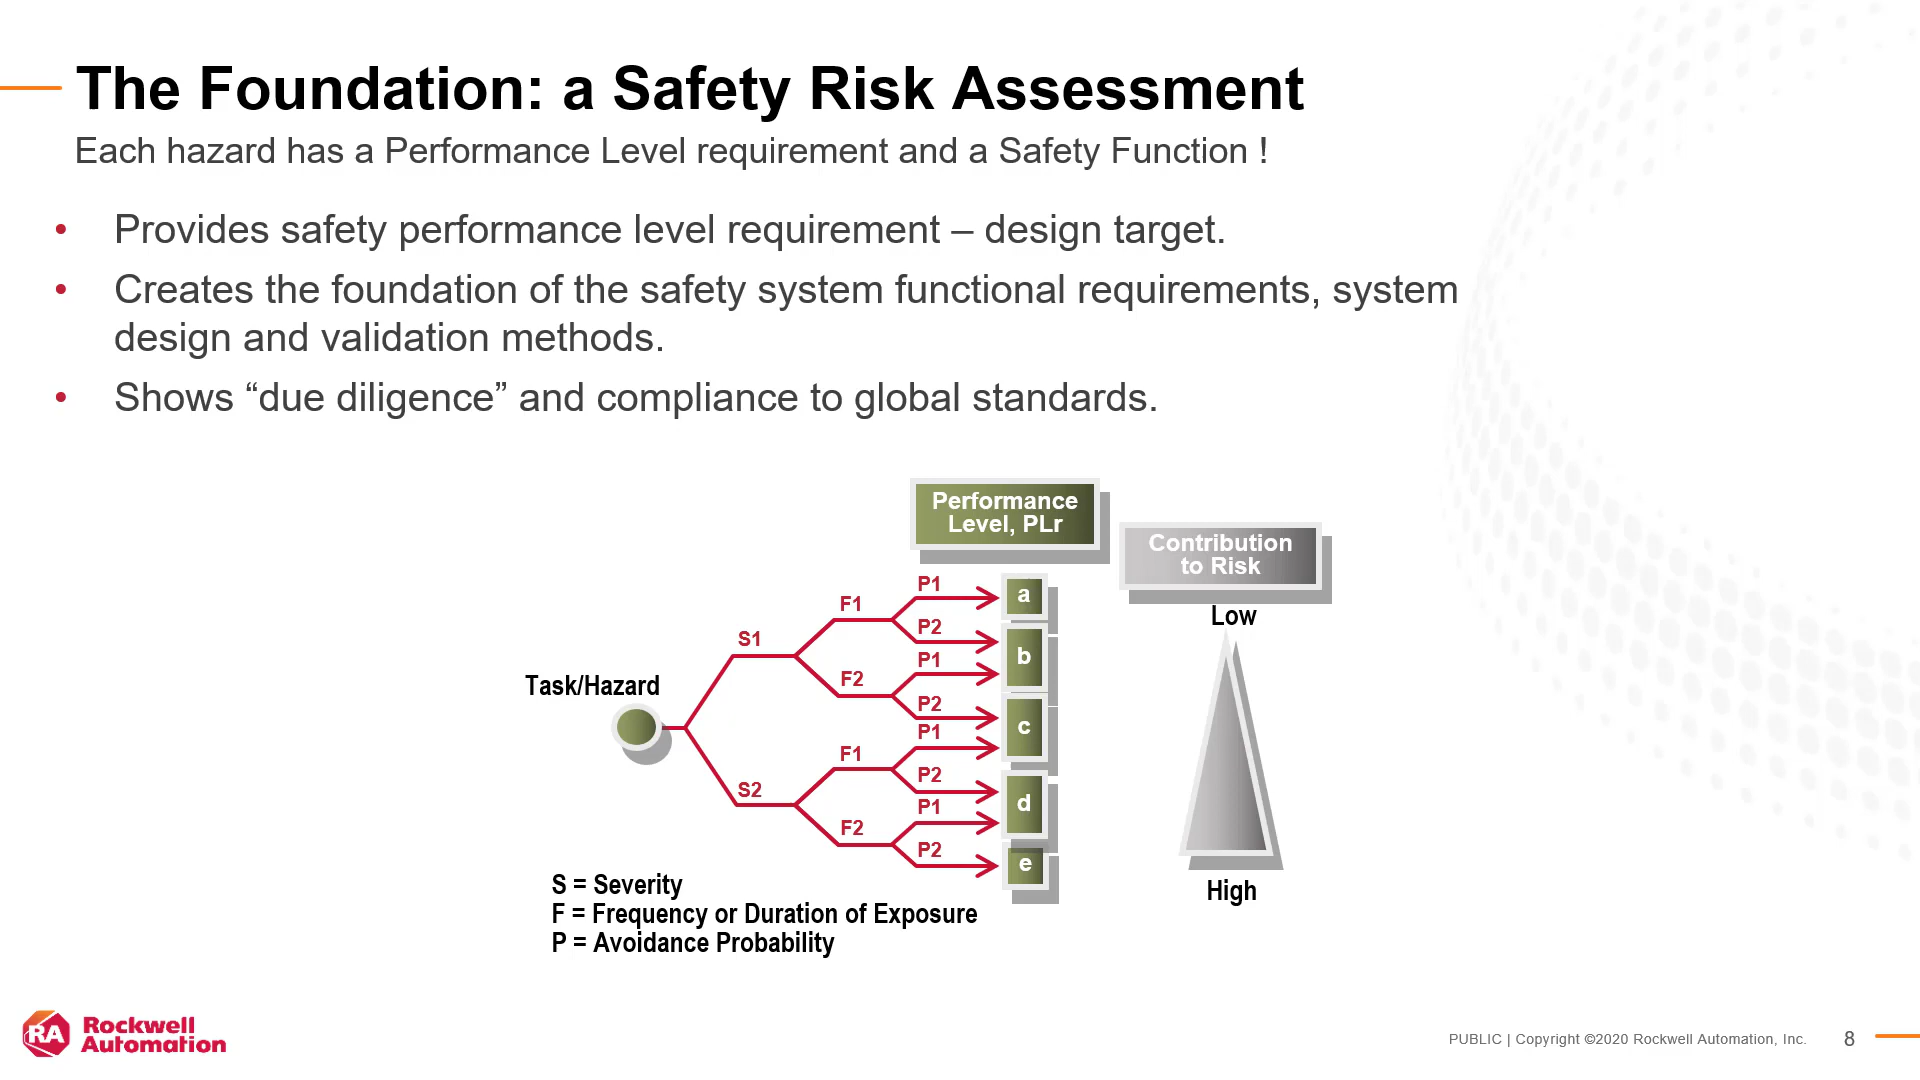 The Foundation: a Safety Risk Assessment
Each hazard has a Performance Level requirement and a Safety Function !
• Provides safety performance level requirement – design target.
• Creates the foundation of the safety system functional requirements, system
design and validation methods.
• Shows “due diligence” and compliance to global standards.
Performance
Level, PLr
Contribution
to Risk
Low
High
Task/Hazard
S1
S2
F1
F2
F1
F2
P1
P2
P1
P2
P1
P2
P1
P2
a
b
c
d
e
S = Severity
F = Frequency or Duration of Exposure
P = Avoidance Probability
RA
Rockwell
Automation
PUBLIC | Copyright ©2020 Rockwell Automation, Inc.
8